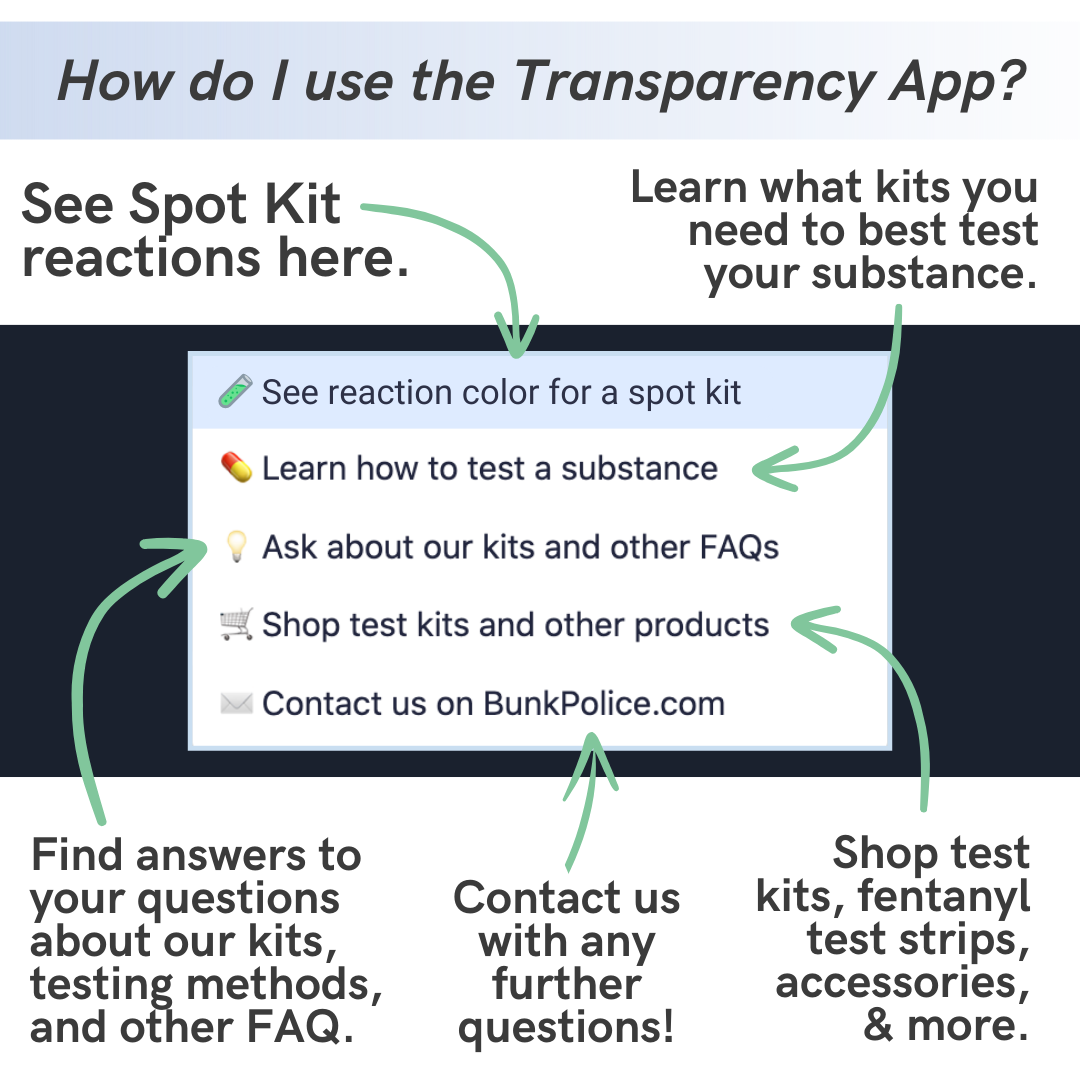 How do I use the Transparency App?
See Spot Kit
reactions here.
Learn what kits you
need to best test
your substance.
See reaction color for a spot kit
Learn how to test a substance
Ask about our kits and other FAQs
Shop test kits and other products
Contact us on BunkPolice.com
Find answers to
your questions
about our kits,
testing methods,
and other FAQ.
Contact us
with any
further
questions!
Shop test
kits, fentanyl
test strips,
accessories,
& more.